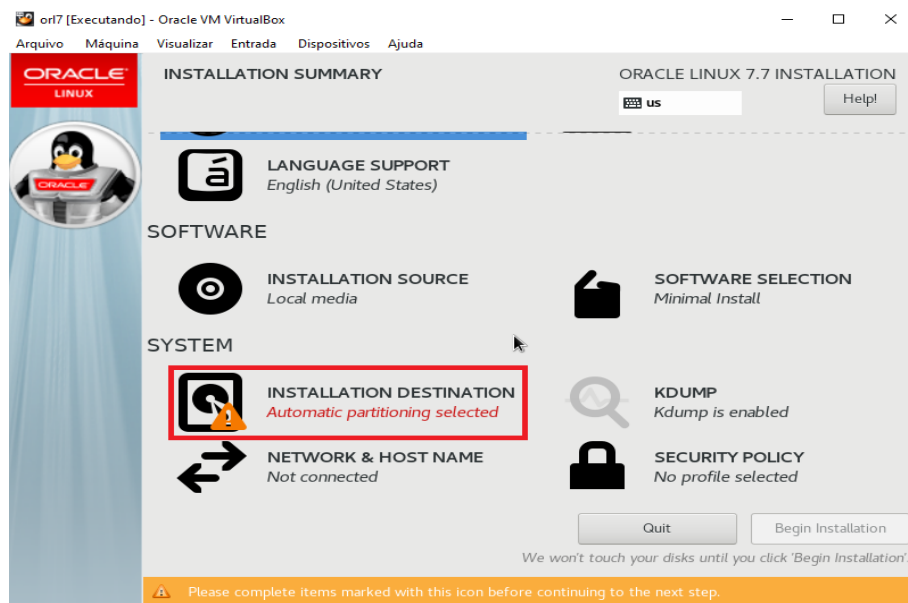 orl7 [Executando] - Oracle VM VirtualBox
Arquivo Máquina Visualizar Entrada Dispositivos Ajuda
ORACLE
LINUX
INSTALLATION SUMMARY
ORACLE LINUX 7.7 INSTALLATION
us
Help!
á
LANGUAGE SUPPORT
English (United States)
SOFTWARE
INSTALLATION SOURCE
Local media
SOFTWARE SELECTION
Minimal Install
SYSTEM
INSTALLATION DESTINATION
Automatic partitioning selected
KDUMP
Kdump is enabled
NETWORK & HOST NAME
Not connected
SECURITY POLICY
No profile selected
Quit
Begin Installation
We won't touch your disks until you click 'Begin Installation'.
Please complete items marked with this icon before continuing to the next step.
ORACLE